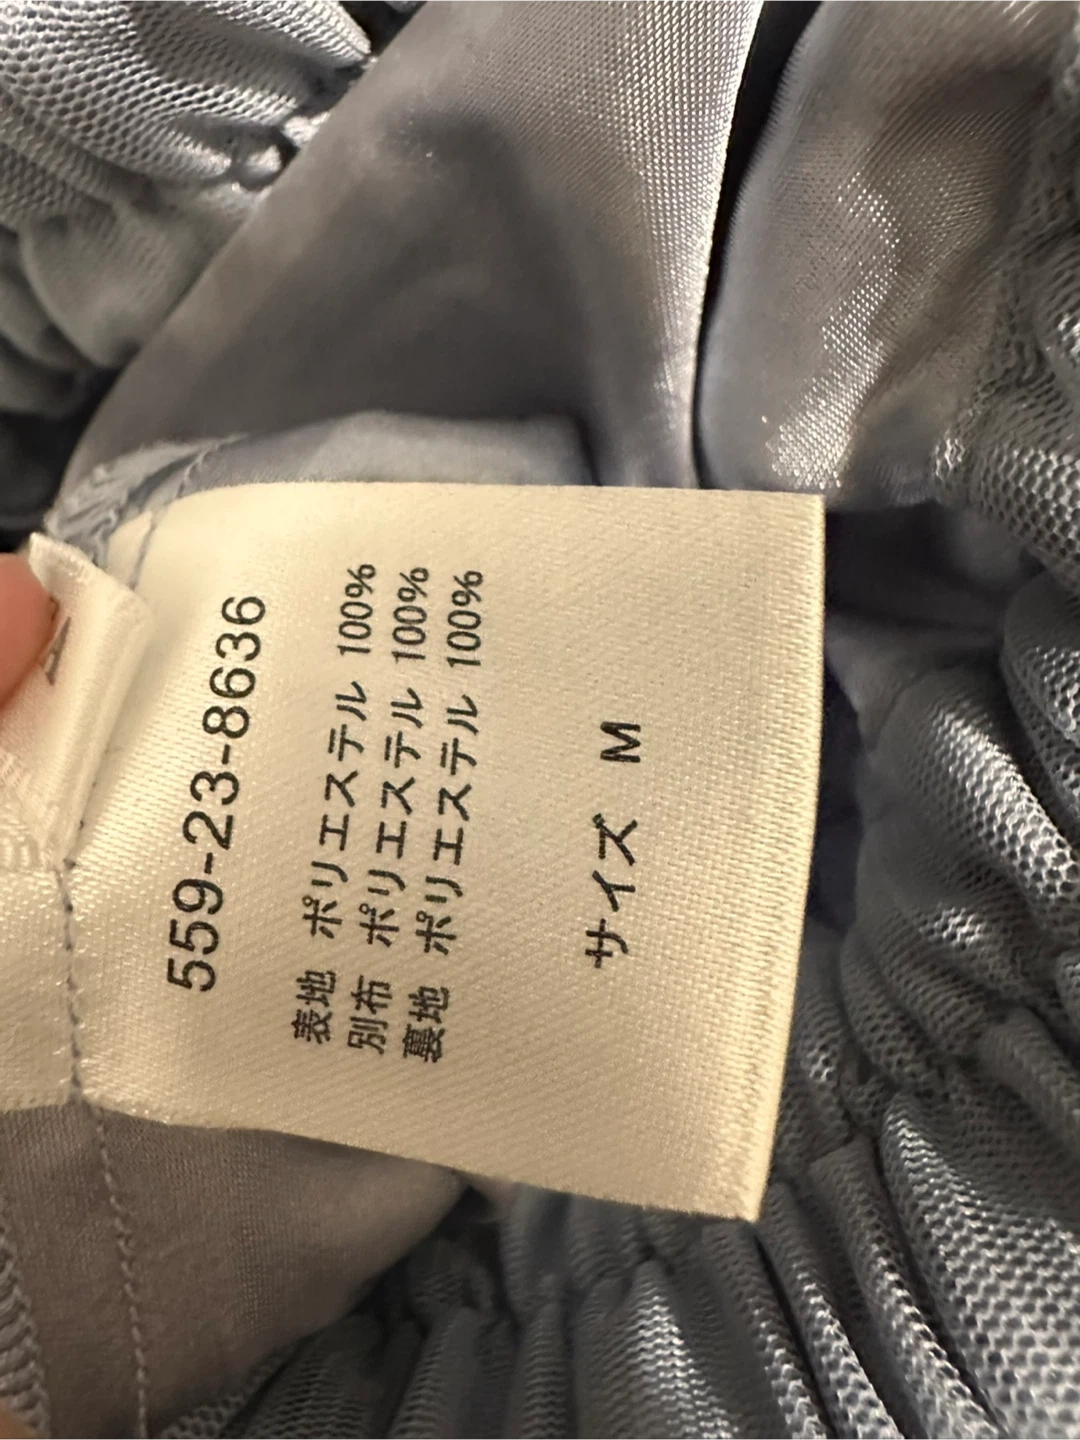 559-23-8636
表地 ポリエステル 100%
別布 ポリエステル 100%
裏地 ポリエステル 100%
サイズ M